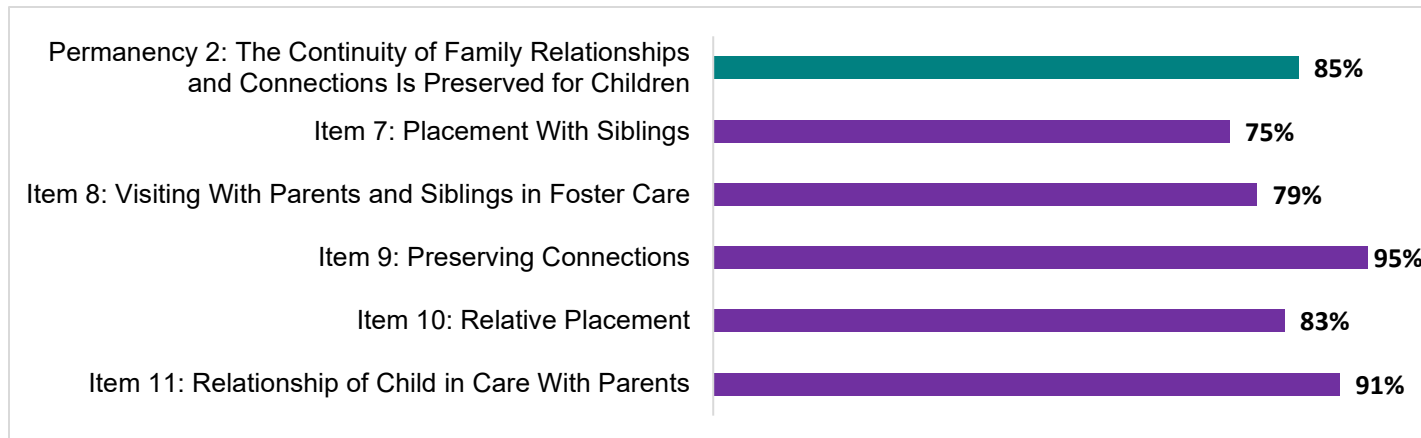 Permanency 2: The Continuity of Family Relationships
and Connections Is Preserved for Children
85%
Item 7: Placement With Siblings
75%
Item 8: Visiting With Parents and Siblings in Foster Care
79%
Item 9: Preserving Connections
95%
Item 10: Relative Placement
83%
Item 11: Relationship of Child in Care With Parents
91%